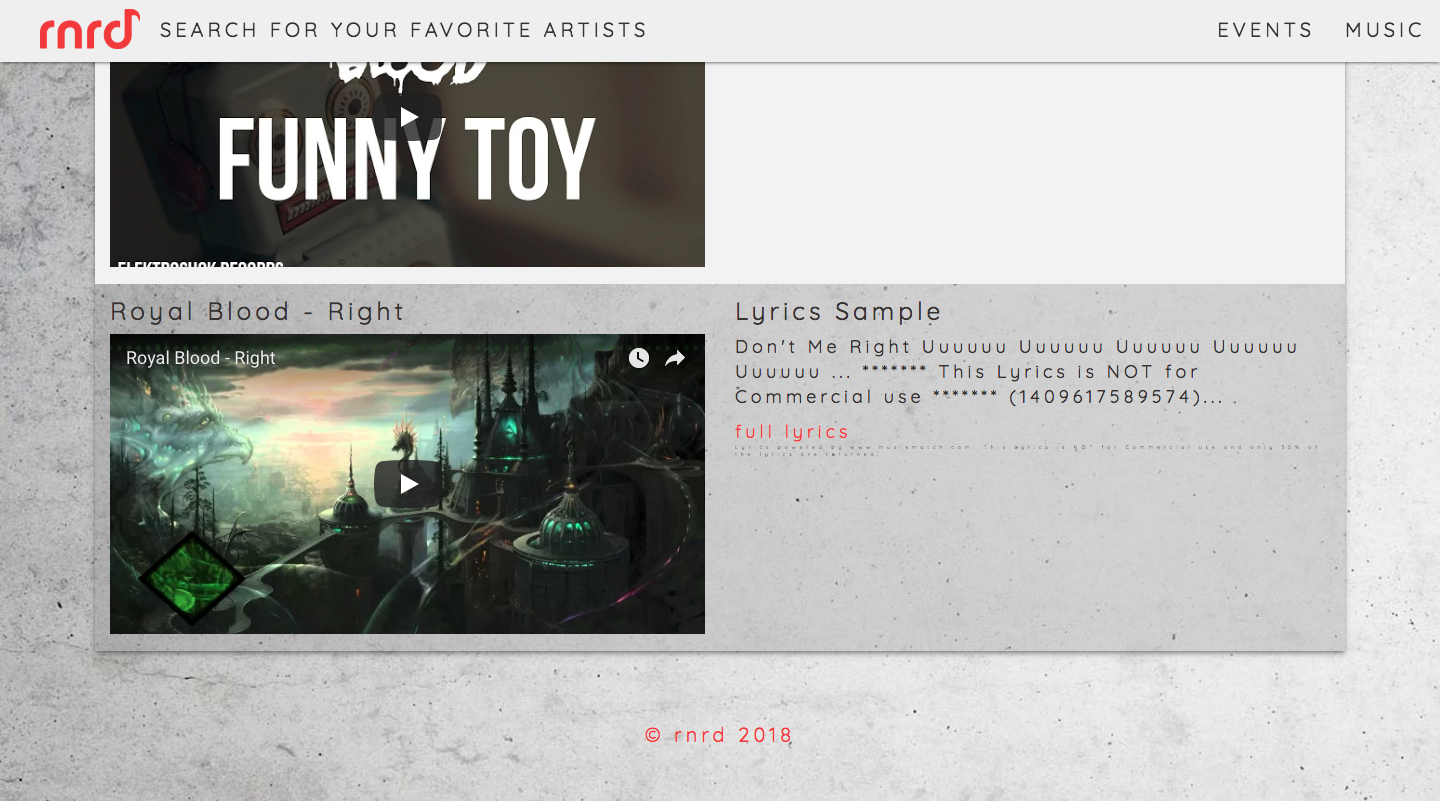 rnrd SEARCH FOR YOUR FAVORITE ARTISTS EVENTS MUSIC
BLOOD
FUNNY TOY
ELEKTROSHOK RECORDS
Royal Blood - Right
Royal Blood - Right
Lyrics Sample
Don't Me Right Uuuuuu Uuuuuu Uuuuuu Uuuuuu
Uuuuuu ... ******* This Lyrics is NOT for
Commercial use ******* (1409617589574)... .
full lyrics
Lyrics powered by www.musixmatch.com. This Lyrics is NOT for Commercial use and only 30% of
the lyrics are returned.
© rnrd 2018